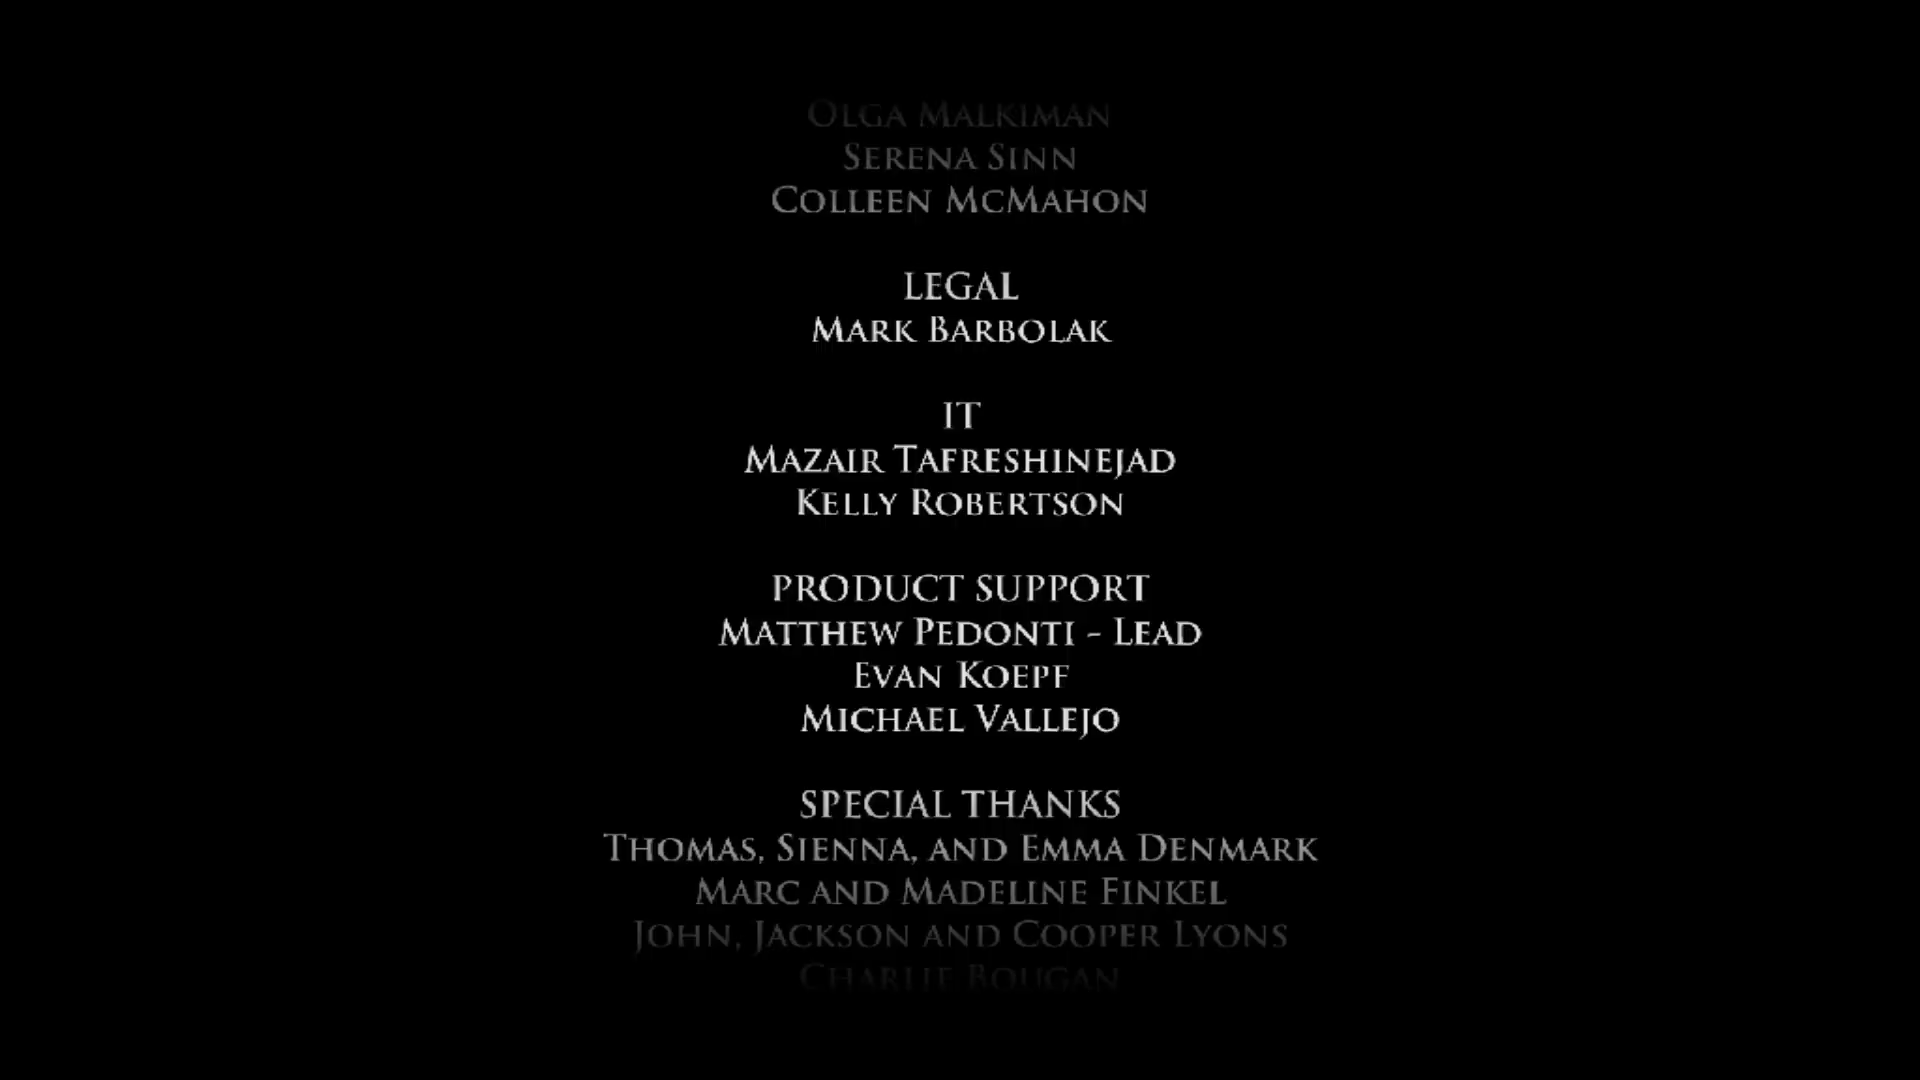 Olga Malkiman
Serena Sinn
Colleen McMahon
LEGAL
Mark Barbolak
IT
Mazair Tafreshinejad
Kelly Robertson
PRODUCT SUPPORT
Matthew Pedonti - Lead
Evan Koepf
Michael Vallejo
SPECIAL THANKS
Thomas, Sienna, and Emma Denmark
Marc and Madeline Finkel
John, Jackson and Cooper Lyons
Charlie Bougan